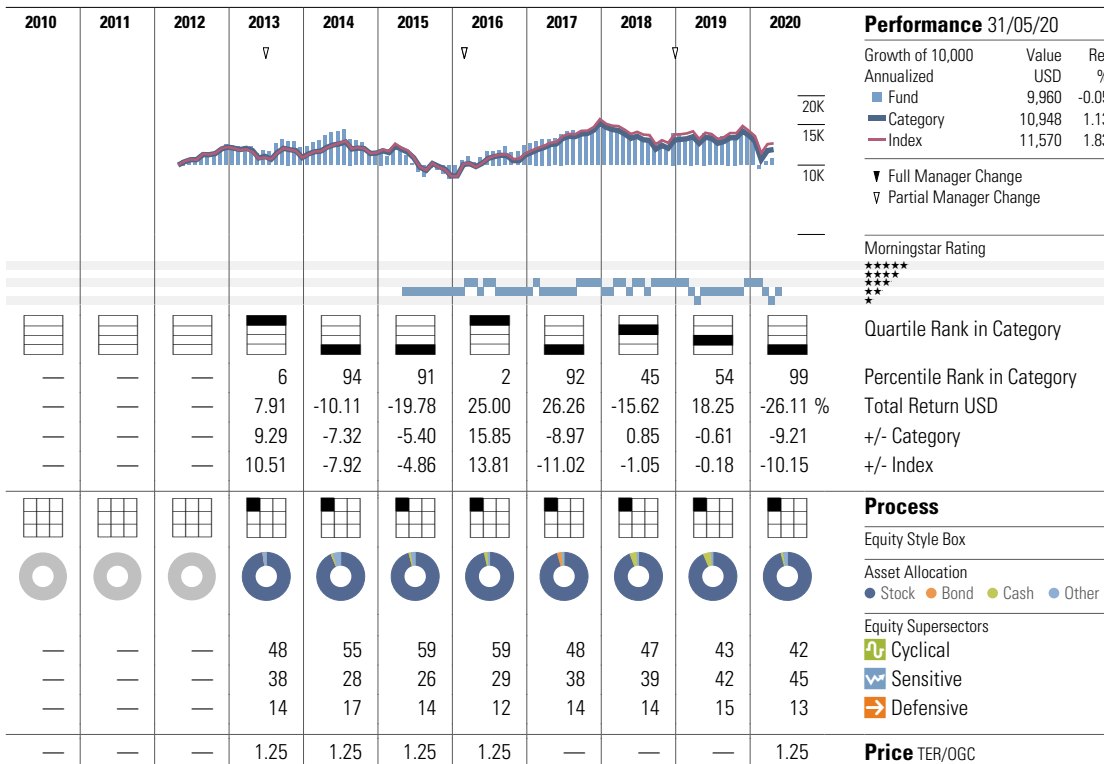 2010 2011 2012 2013 2014 2015 2016 2017 2018 2019 2020
Performance 31/05/20
Growth of 10,000 Value Re
Annualized USD %
Fund 9,960 -0.05
Category 10,948 1.13
Index 11,570 1.83
20K
15K
10K
▼ Full Manager Change
▽ Partial Manager Change
Morningstar Rating
★★★★★
★★★★
★★★
★★
★
Quartile Rank in Category
— — — 6 94 91 2 92 45 54 99 Percentile Rank in Category
— — — 7.91 -10.11 -19.78 25.00 26.26 -15.62 18.25 -26.11 % Total Return USD
— — — 9.29 -7.32 -5.40 15.85 -8.97 0.85 -0.61 -9.21 +/- Category
— — — 10.51 -7.92 -4.86 13.81 -11.02 -1.05 -0.18 -10.15 +/- Index
Process
Equity Style Box
Asset Allocation
Stock Bond Cash Other
Equity Supersectors
— — — 48 55 59 59 48 47 43 42 Cyclical
— — — 38 28 26 29 38 39 42 45 Sensitive
— — — 14 17 14 12 14 14 15 13 Defensive
— — — 1.25 1.25 1.25 1.25 — — — 1.25 Price TER/OGC